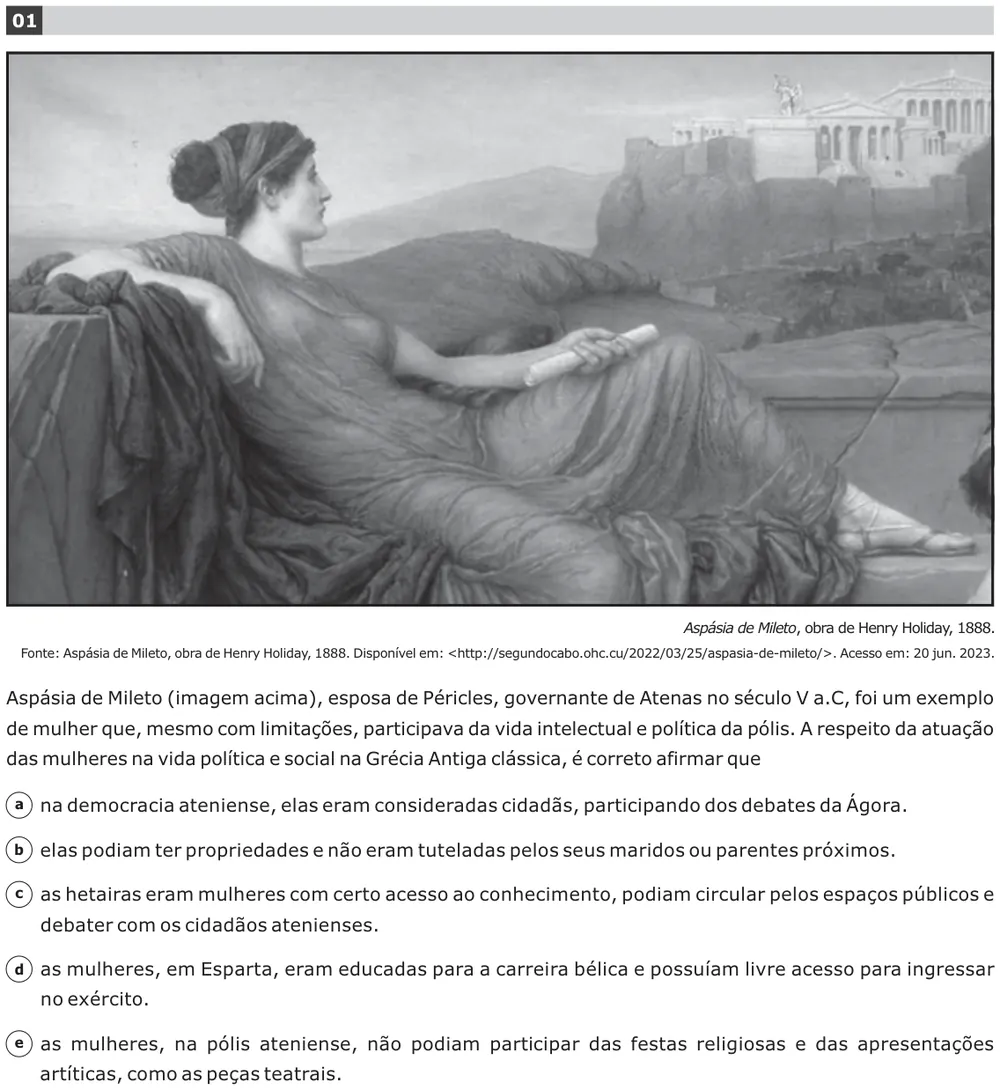 01
Aspásia de Mileto, obra de Henry Holiday, 1888.
Fonte: Aspásia de Mileto, obra de Henry Holiday, 1888. Disponível em: <http://segundocabo.ohc.cu/2022/03/25/aspasia-de-mileto/>. Acesso em: 20 jun. 2023.
Aspásia de Mileto (imagem acima), esposa de Péricles, governante de Atenas no século V a.C, foi um exemplo
de mulher que, mesmo com limitações, participava da vida intelectual e política da pólis. A respeito da atuação
das mulheres na vida política e social na Grécia Antiga clássica, é correto afirmar que
a na democracia ateniense, elas eram consideradas cidadãs, participando dos debates da Ágora.
b elas podiam ter propriedades e não eram tuteladas pelos seus maridos ou parentes próximos.
c as hetairas eram mulheres com certo acesso ao conhecimento, podiam circular pelos espaços públicos e
debater com os cidadãos atenienses.
d as mulheres, em Esparta, eram educadas para a carreira bélica e possuíam livre acesso para ingressar
no exército.
e as mulheres, na pólis ateniense, não podiam participar das festas religiosas e das apresentações
artíticas, como as peças teatrais.